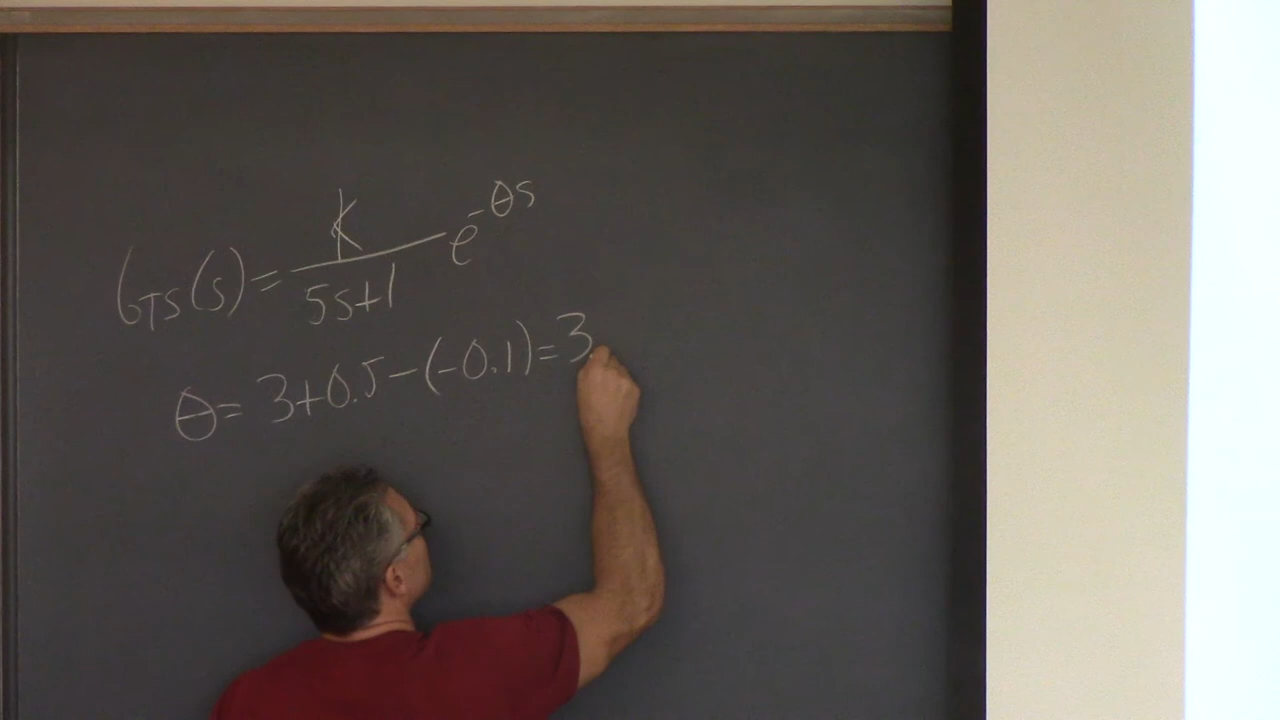 G_TS(s) = K / (5s+1) e^{-θs}
θ = 3+0.5-(-0.1)=3.